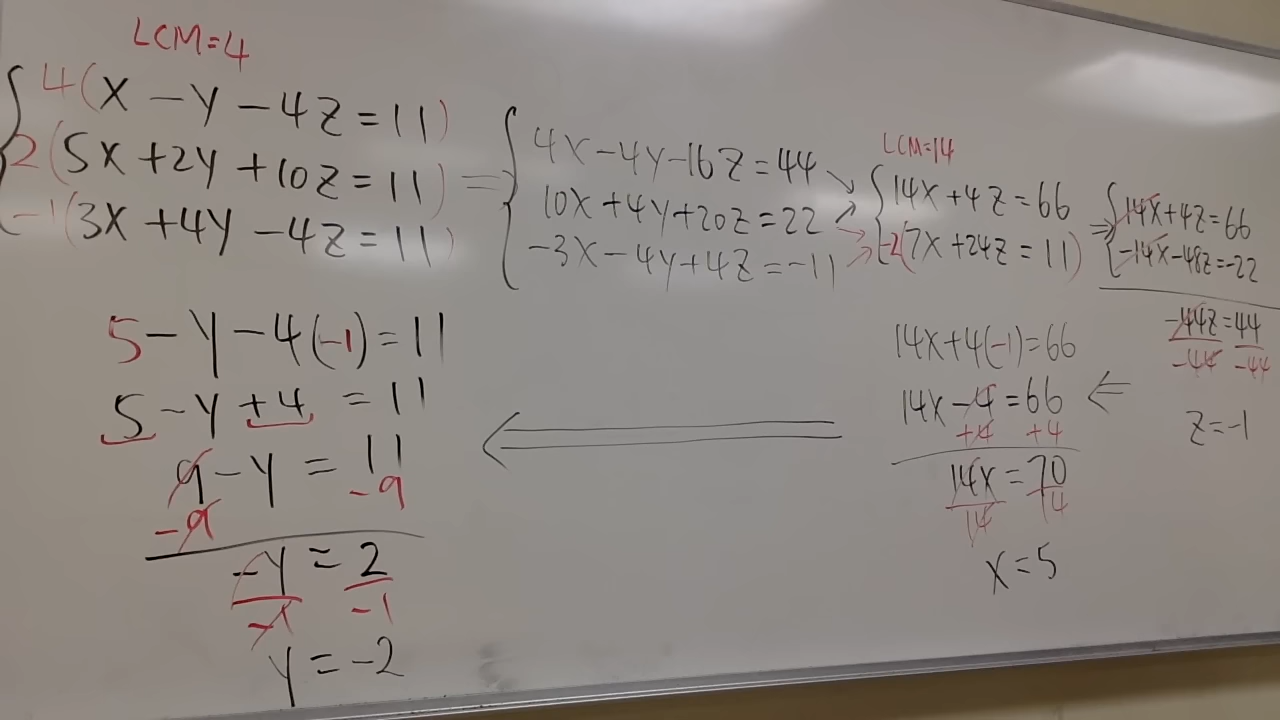 LCM=4
4(X - Y - 4Z = 11)
2(5X + 2Y + 10Z = 11)
-1(3X + 4Y - 4Z = 11)
=
4X - 4Y - 16Z = 44
10X + 4Y + 20Z = 22
-3X - 4Y + 4Z = -11
LCM=14
14X + 4Z = 66
-2(7X + 24Z = 11)
⇒
14X + 4Z = 66
-14X - 48Z = -22
-44Z = 44
-44 -44
Z = -1
⇐
14X + 4(-1) = 66
14X - 4 = 66
+4 +4
14X = 70
14 14
X = 5
⇐
5 - Y - 4(-1) = 11
5 - Y + 4 = 11
9 - Y = 11
-9 -9
-Y = 2
-1 -1
Y = -2